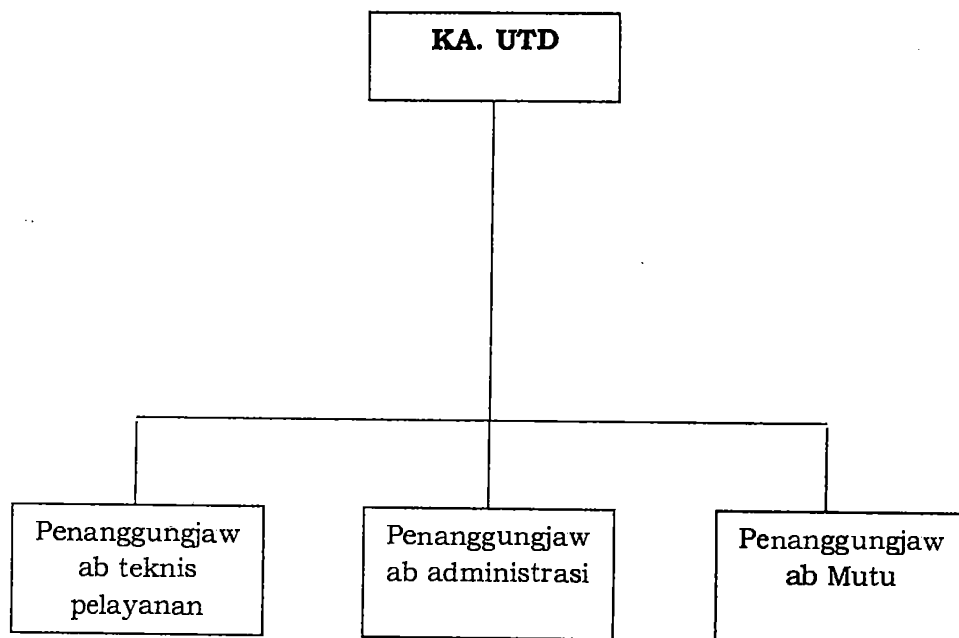 KA. UTD
Penanggungjaw
ab teknis
pelayanan
Penanggungjaw
ab administrasi
Penanggungjaw
ab Mutu